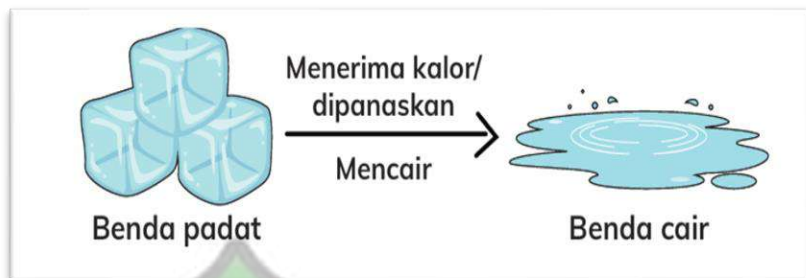 Menerima kalor/
dipanaskan
Mencair
Benda padat
Benda cair